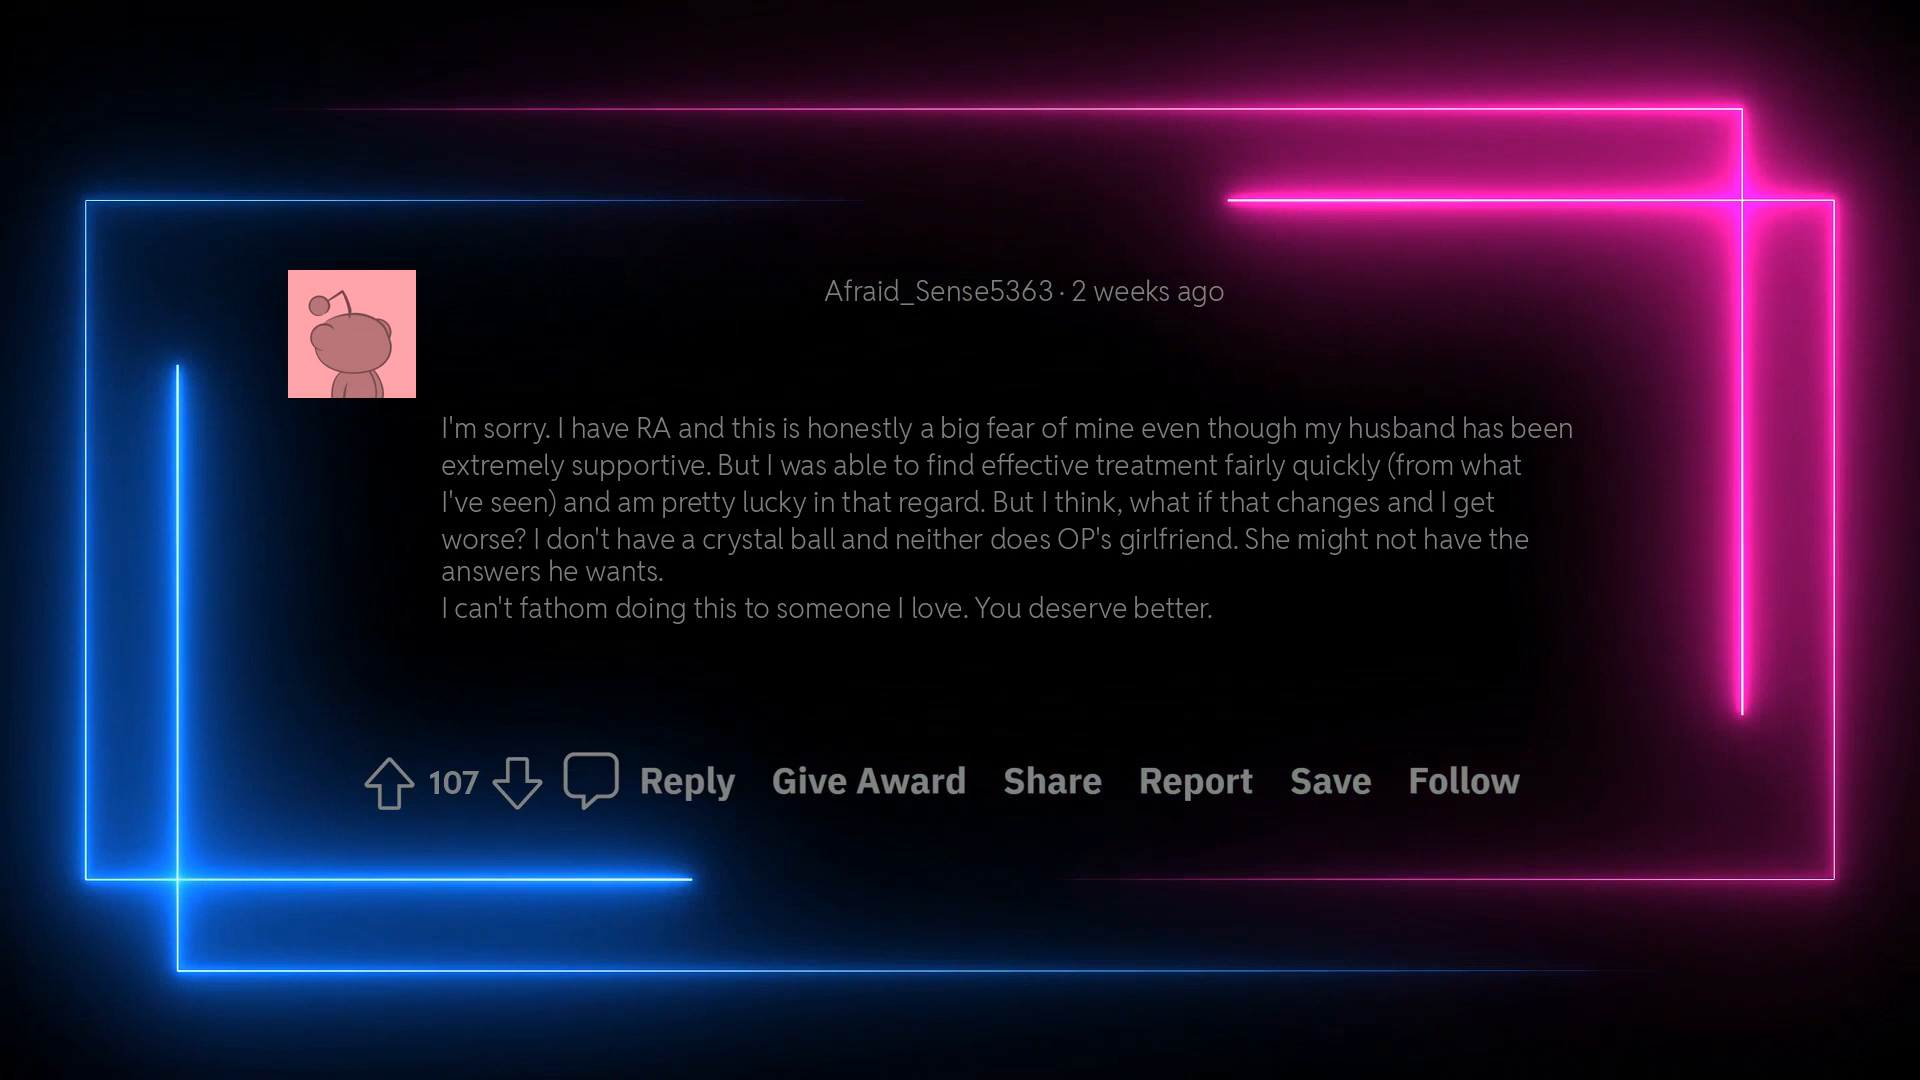 Afraid_Sense5363 · 2 weeks ago
I'm sorry. I have RA and this is honestly a big fear of mine even though my husband has been
extremely supportive. But I was able to find effective treatment fairly quickly (from what
I've seen) and am pretty lucky in that regard. But I think, what if that changes and I get
worse? I don't have a crystal ball and neither does OP's girlfriend. She might not have the
answers he wants.
I can't fathom doing this to someone I love. You deserve better.
107 Reply Give Award Share Report Save Follow